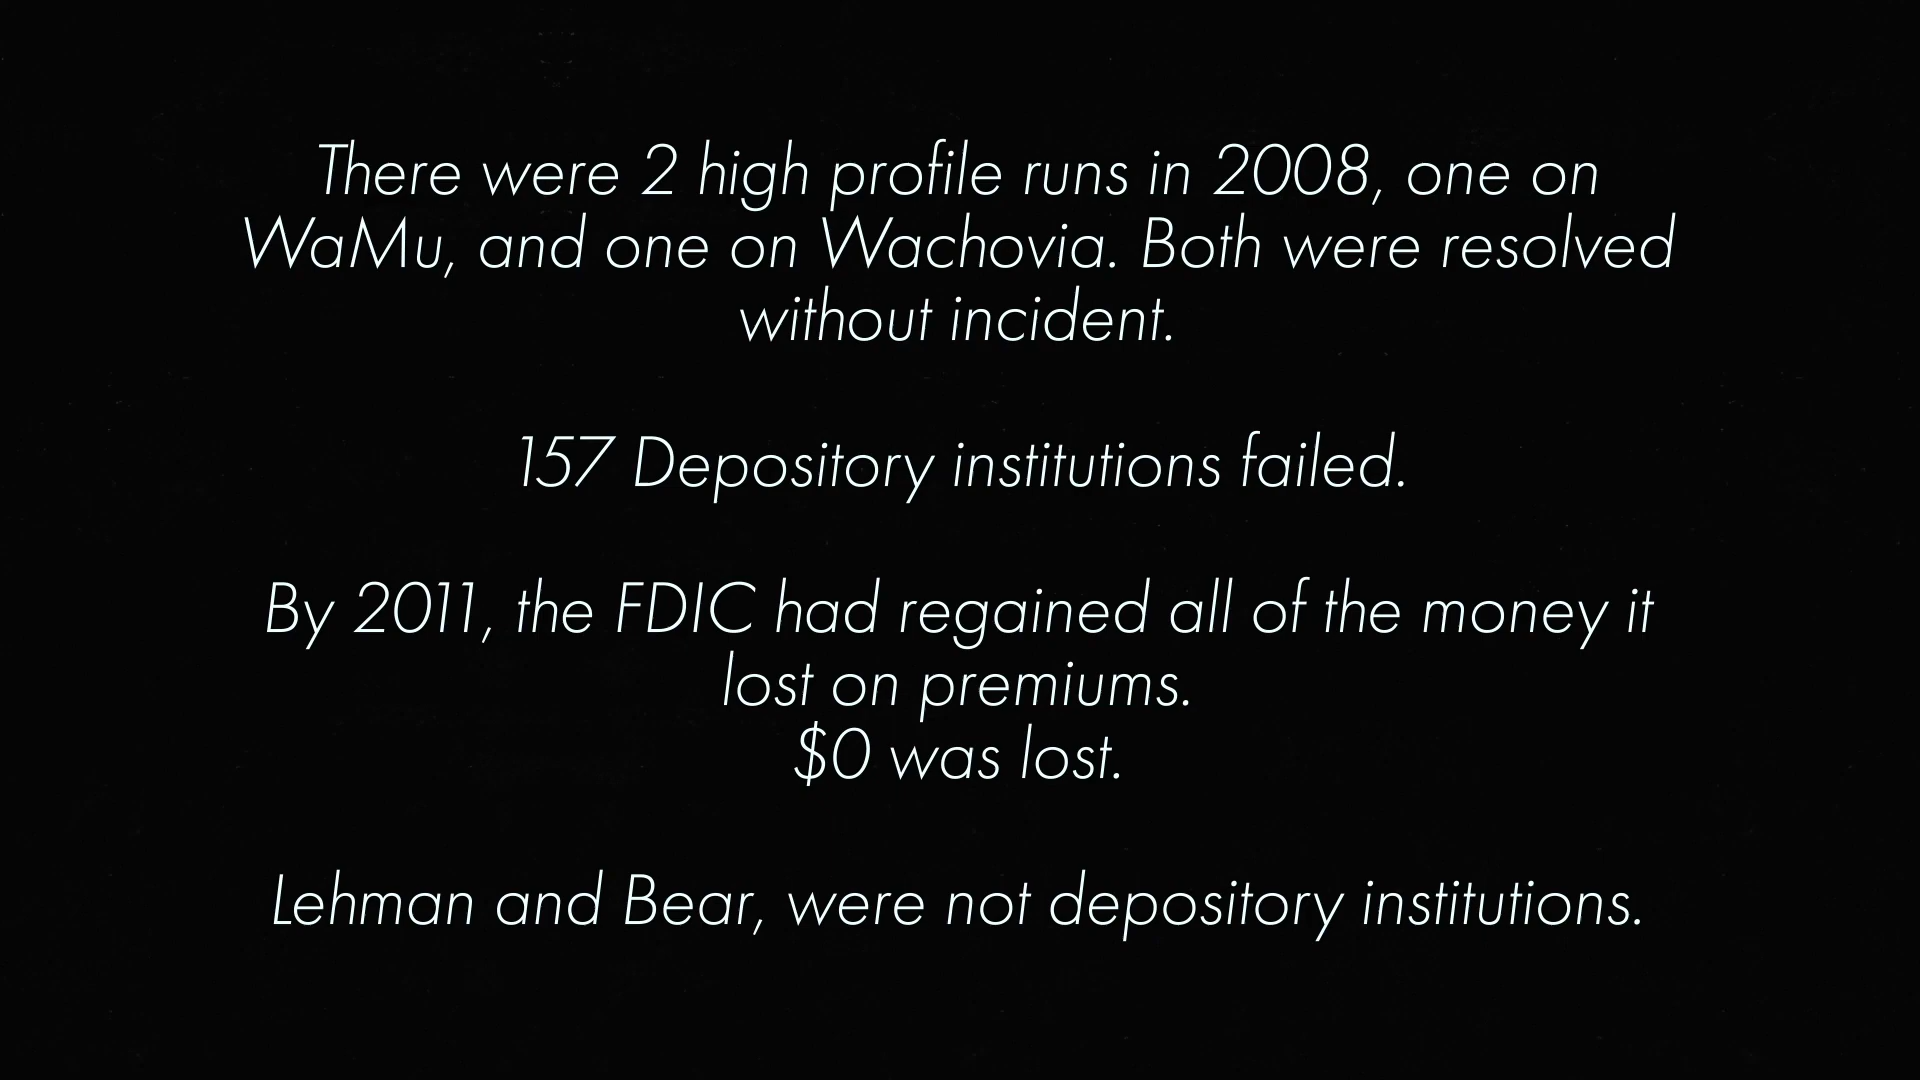 There were 2 high profile runs in 2008, one on
WaMu, and one on Wachovia. Both were resolved
without incident.
157 Depository institutions failed.
By 2011, the FDIC had regained all of the money it
lost on premiums.
$0 was lost.
Lehman and Bear, were not depository institutions.